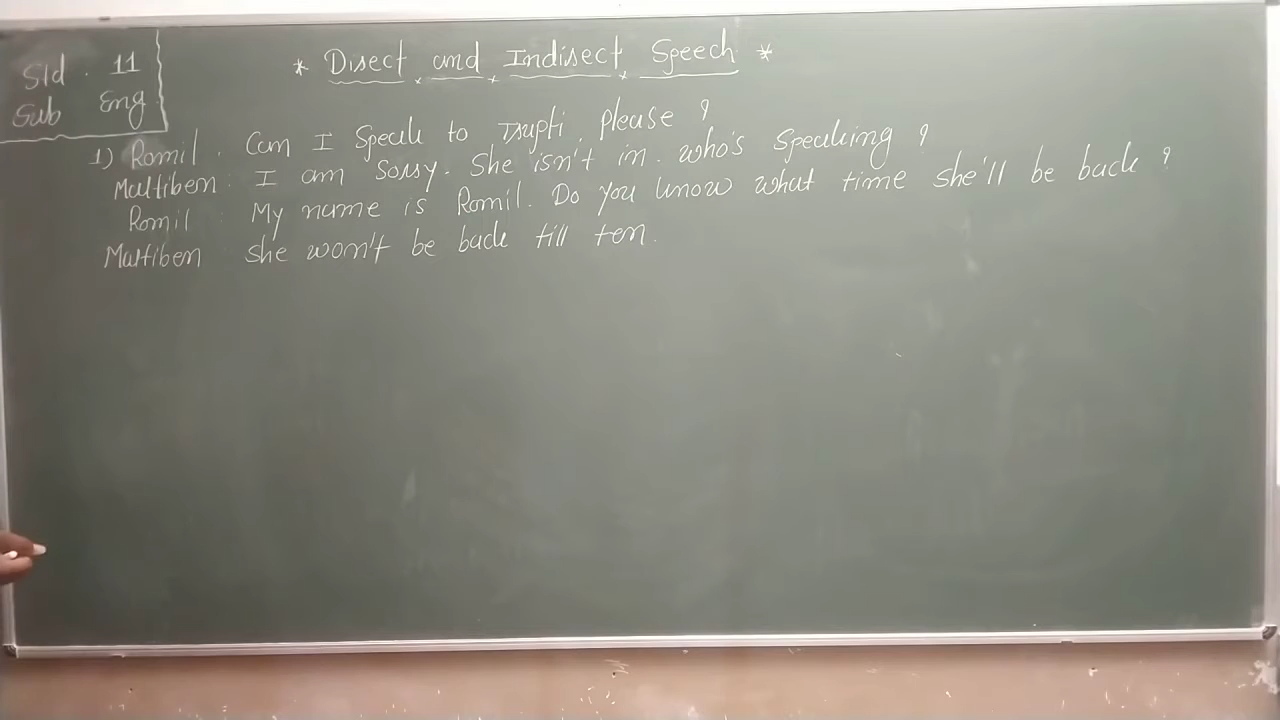 Std . 11
Sub Eng
* Direct and Indirect Speech *
1) Romil : Can I Speak to Trupti, please ?
Maltiben : I am sorry. She isn't in. who's speaking ?
Romil : My name is Romil. Do you know what time she'll be back ?
Maltiben She won't be back till ten.